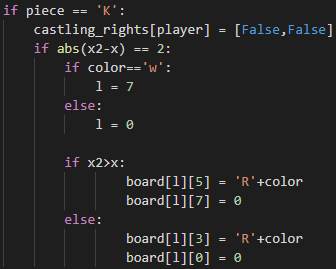 if piece == 'K':
    castling_rights[player] = [False,False]
    if abs(x2-x) == 2:
        if color=='w':
            l = 7
        else:
            l = 0

        if x2>x:
                board[l][5] = 'R'+color
                board[l][7] = 0
        else:
                board[l][3] = 'R'+color
                board[l][0] = 0